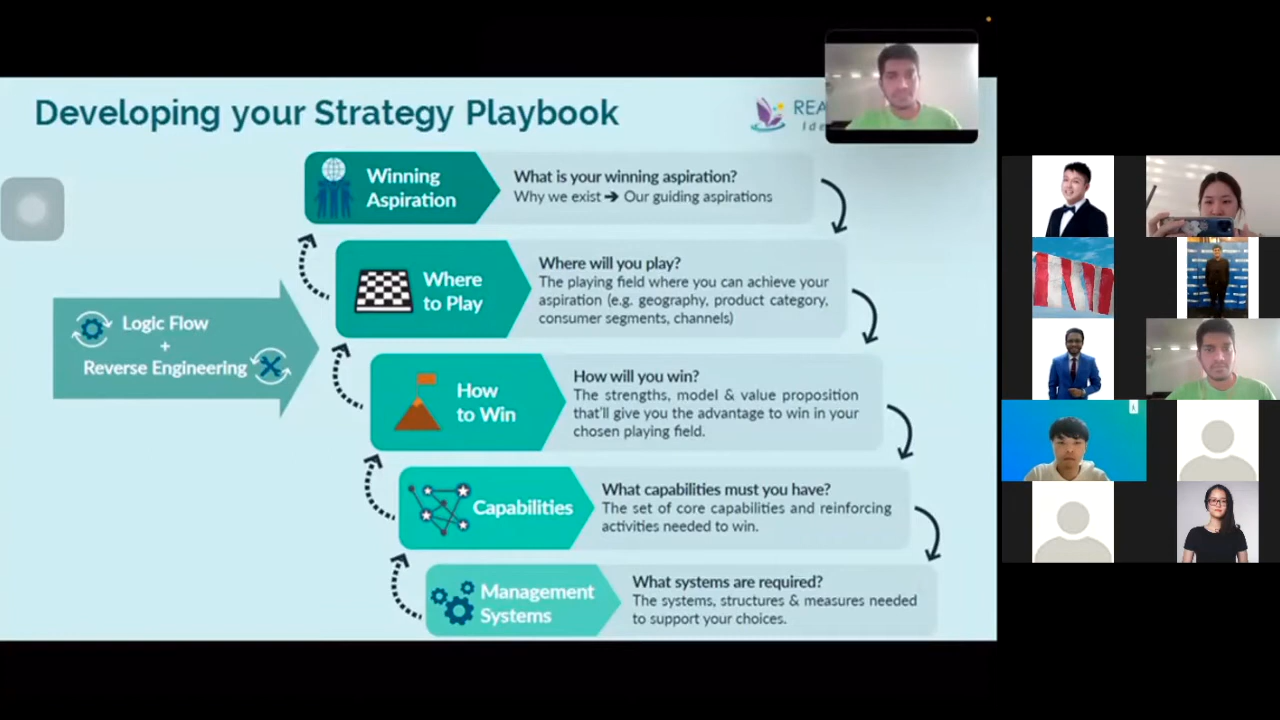 Developing your Strategy Playbook
REA
Ide
Winning
Aspiration
What is your winning aspiration?
Why we exist ➔ Our guiding aspirations
Where
to Play
Where will you play?
The playing field where you can achieve your
aspiration (e.g. geography, product category,
consumer segments, channels)
Logic Flow
+
Reverse Engineering
How
to Win
How will you win?
The strengths, model & value proposition
that'll give you the advantage to win in your
chosen playing field.
Capabilities
What capabilities must you have?
The set of core capabilities and reinforcing
activities needed to win.
Management
Systems
What systems are required?
The systems, structures & measures needed
to support your choices.